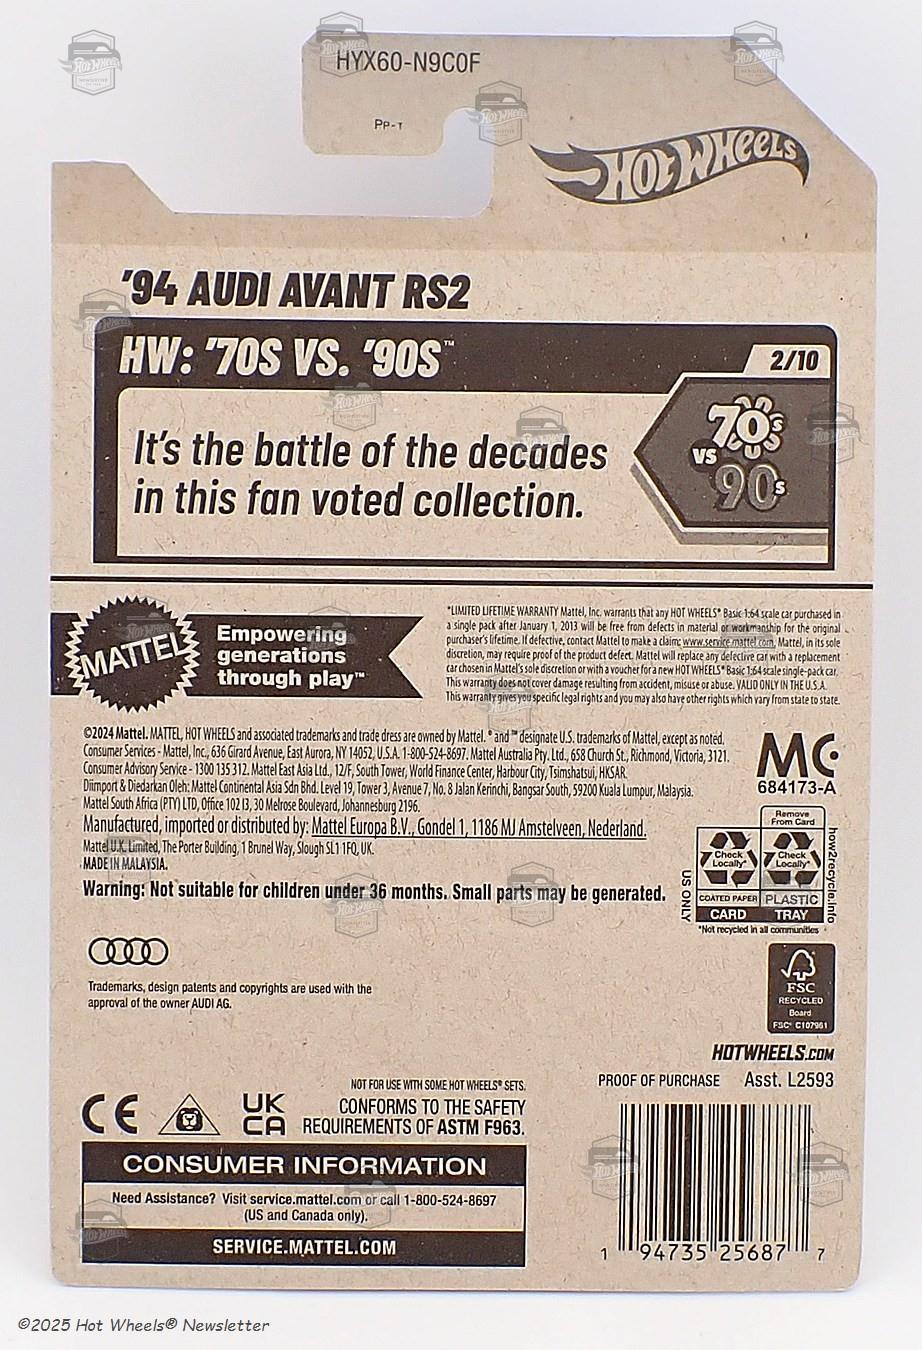 HYX60-N9C0F
PP-T
HOT WHEELS
'94 AUDI AVANT RS2
HW: '70S VS. '90S™
2/10
It's the battle of the decades
in this fan voted collection.
70s
vs
90s
MATTEL
Empowering
generations
through play™
*LIMITED LIFETIME WARRANTY Mattel, Inc. warrants that any HOT WHEELS® Basic 1:64 scale car purchased in
a single pack after January 1, 2013 will be free from defects in material or workmanship for the original
purchaser's lifetime. If defective, contact Mattel to make a claim: www.service.mattel.com. Mattel, in its sole
discretion, may require proof of the product defect. Mattel will replace any defective car with a replacement
car chosen in Mattel's sole discretion or with a voucher for a new HOT WHEELS® Basic 1:64 scale single-pack car.
This warranty does not cover damage resulting from accident, misuse or abuse. VALID ONLY IN THE U.S.A.
This warranty gives you specific legal rights and you may also have other rights which vary from state to state.
©2024 Mattel. MATTEL, HOT WHEELS and associated trademarks and trade dress are owned by Mattel. ® and ™ designate U.S. trademarks of Mattel, except as noted.
Consumer Services - Mattel, Inc., 636 Girard Avenue, East Aurora, NY 14052, U.S.A. 1-800-524-8697. Mattel Australia Pty. Ltd., 658 Church St., Richmond, Victoria, 3121.
Consumer Advisory Service - 1300 135 312. Mattel East Asia Ltd., 12/F, South Tower, World Finance Center, Harbour City, Tsimshatsui, HKSAR.
Diimport & Diedarkan Oleh: Mattel Continental Asia Sdn Bhd. Level 19, Tower 3, Avenue 7, No. 8 Jalan Kerinchi, Bangsar South, 59200 Kuala Lumpur, Malaysia.
Mattel South Africa (PTY) LTD, Office 102 I3, 30 Melrose Boulevard, Johannesburg 2196.
Manufactured, imported or distributed by: Mattel Europa B.V., Gondel 1, 1186 MJ Amstelveen, Nederland.
Mattel U.K. Limited, The Porter Building, 1 Brunel Way, Slough SL1 1FQ, UK.
MADE IN MALAYSIA.
Warning: Not suitable for children under 36 months. Small parts may be generated.
MC
684173-A
Remove
From Card
Check
Locally*
Check
Locally*
COATED PAPER
PLASTIC
CARD
TRAY
US ONLY
how2recycle.info
*Not recycled in all communities
Trademarks, design patents and copyrights are used with the
approval of the owner AUDI AG.
FSC
RECYCLED
Board
FSC® C107961
HOTWHEELS.COM
PROOF OF PURCHASE Asst. L2593
NOT FOR USE WITH SOME HOT WHEELS® SETS.
CE
UK
CA
CONFORMS TO THE SAFETY
REQUIREMENTS OF ASTM F963.
CONSUMER INFORMATION
Need Assistance? Visit service.mattel.com or call 1-800-524-8697
(US and Canada only).
SERVICE.MATTEL.COM
1 94735 25687 7
©2025 Hot Wheels® Newsletter